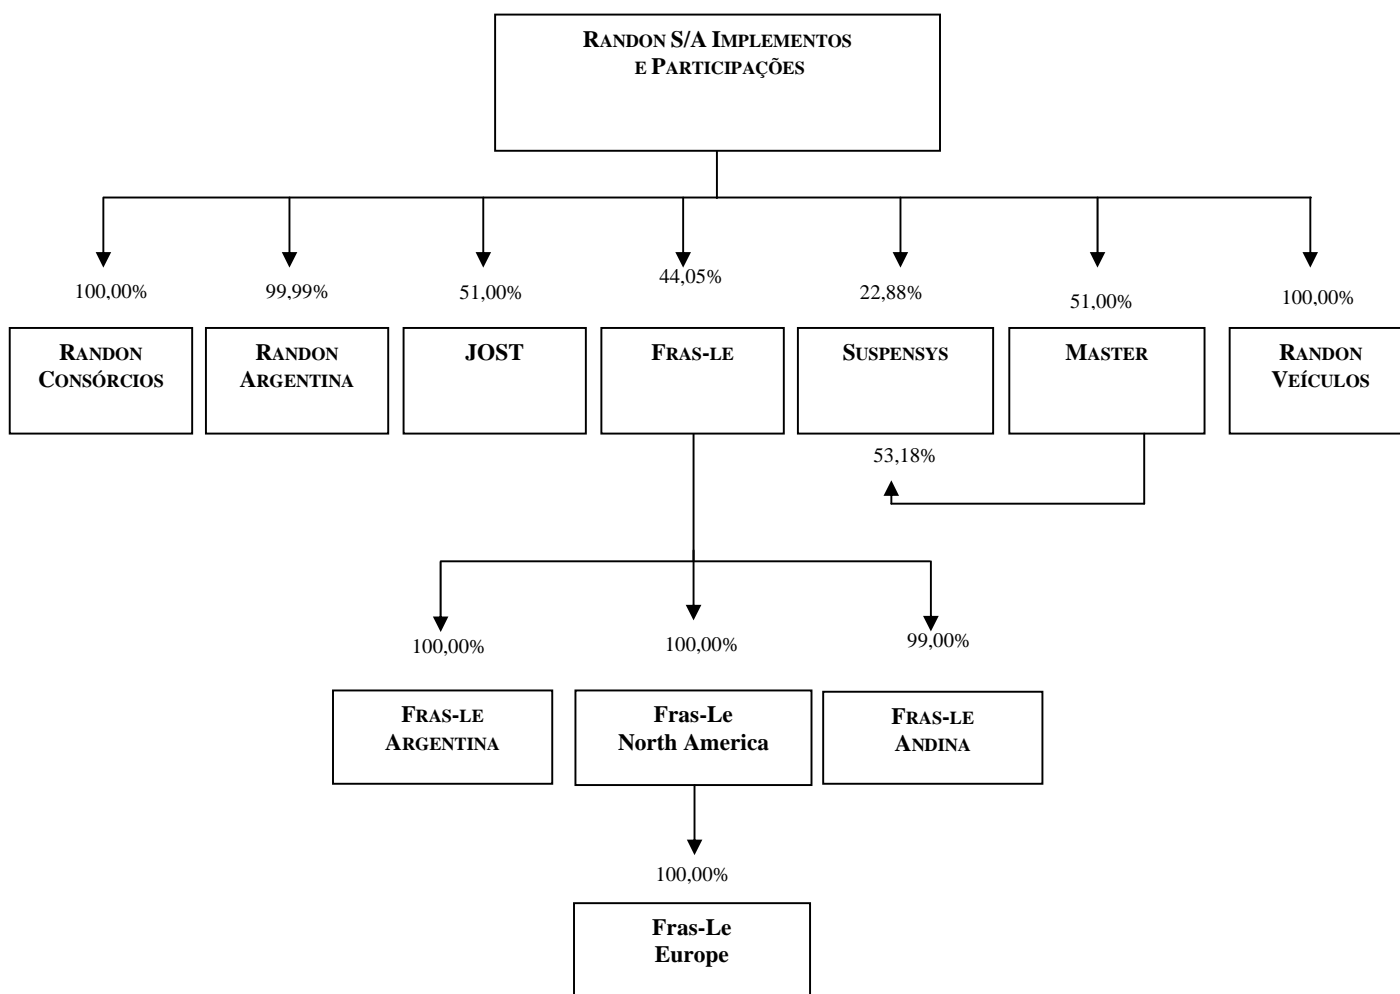 RANDON S/A IMPLEMENTOS
E PARTICIPAÇÕES
100,00%
99,99%
51,00%
44,05%
22,88%
51,00%
100,00%
RANDON
CONSÓRCIOS
RANDON
ARGENTINA
JOST
FRAS-LE
SUSPENSYS
MASTER
RANDON
VEÍCULOS
53,18%
100,00%
100,00%
99,00%
FRAS-LE
ARGENTINA
Fras-Le
North America
FRAS-LE
ANDINA
100,00%
Fras-Le
Europe